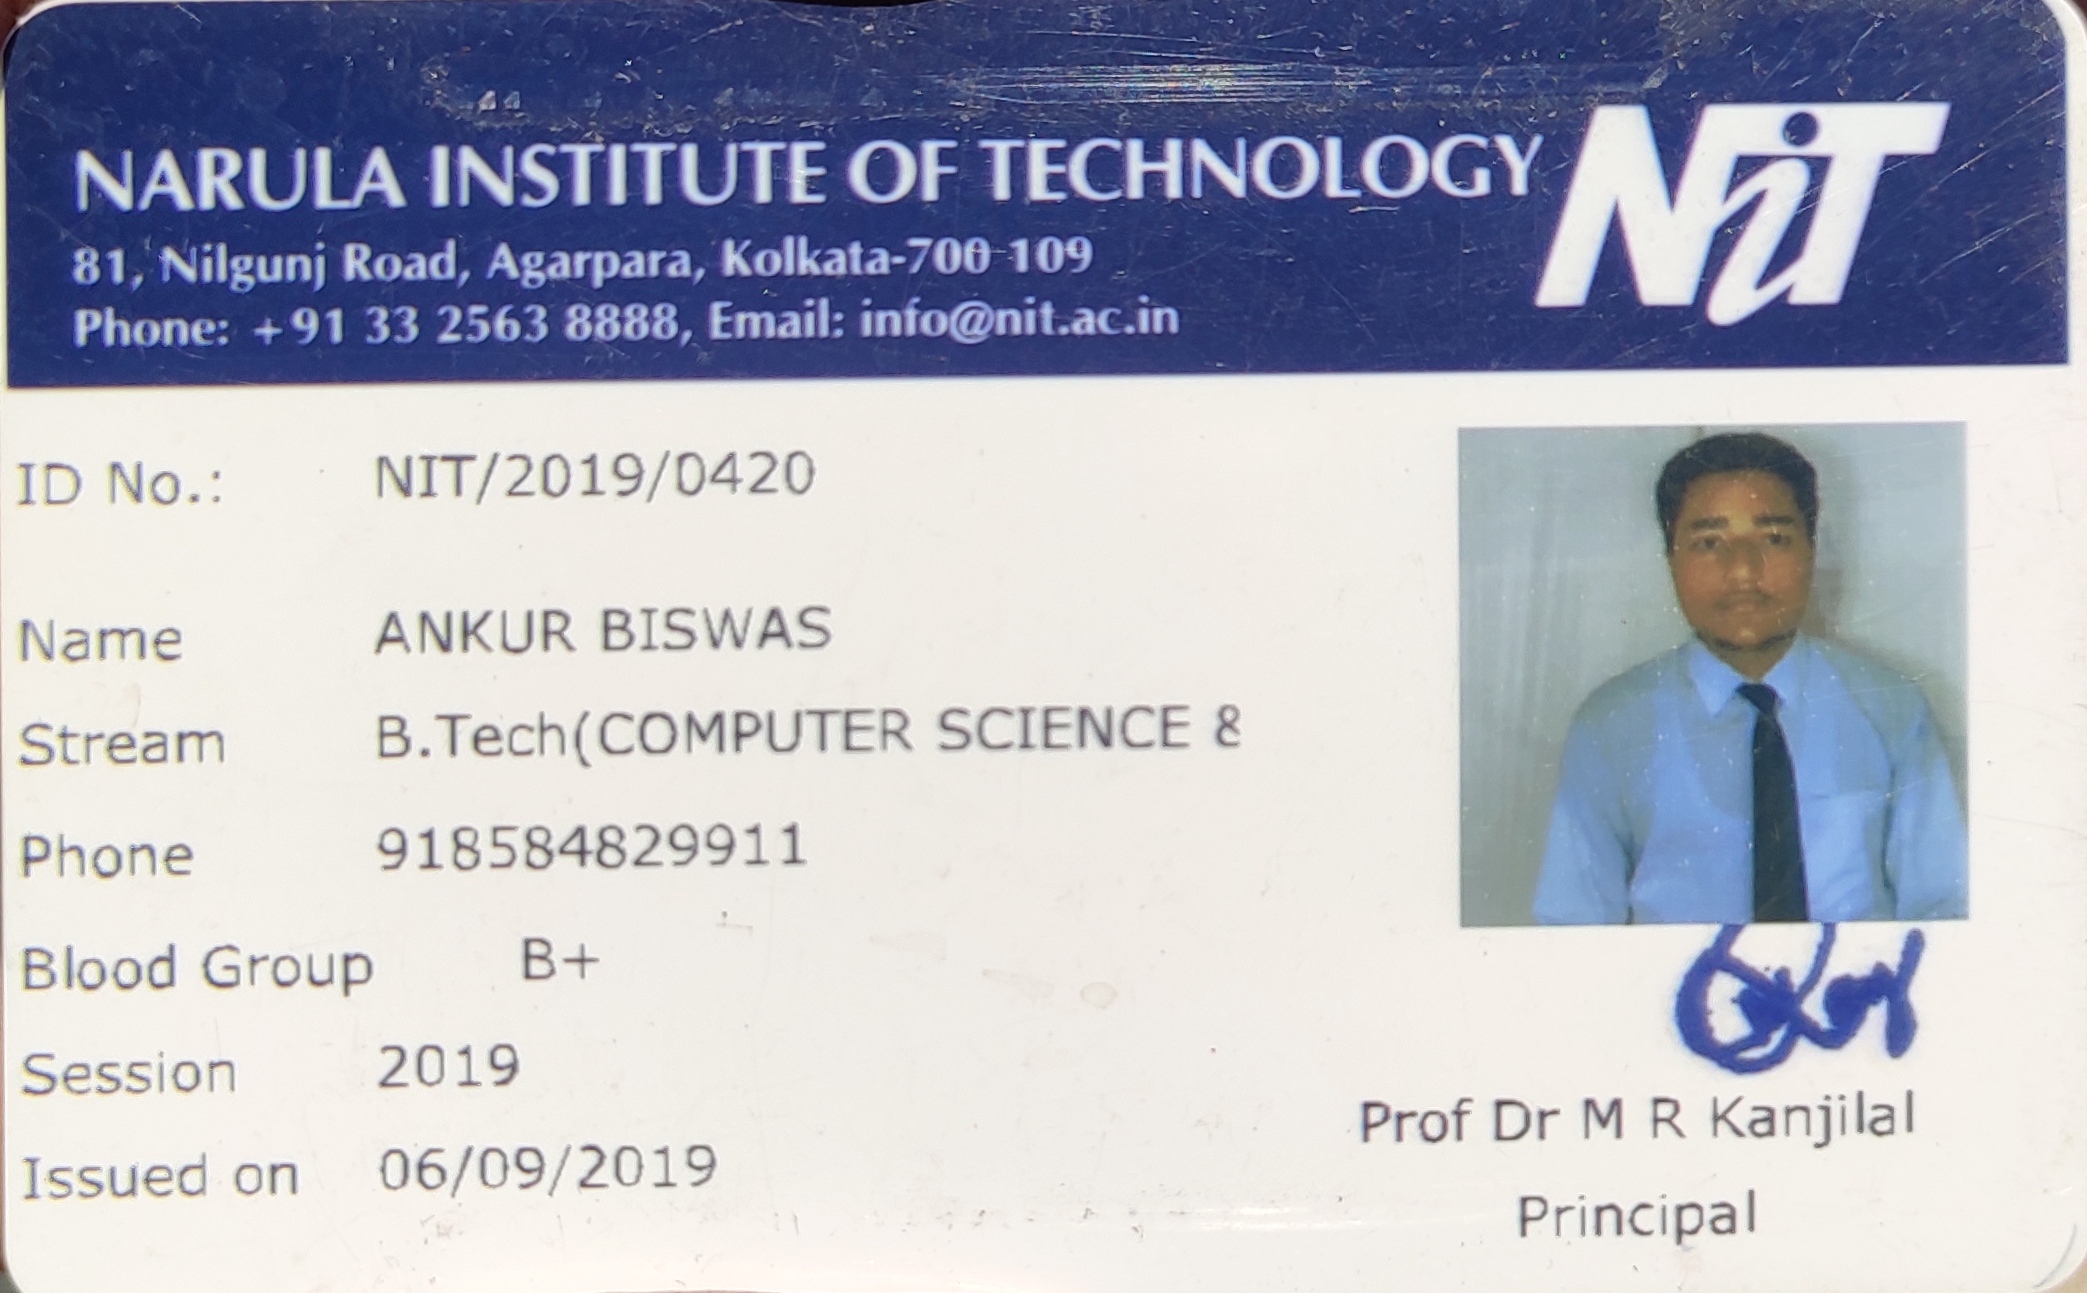 NARULA INSTITUTE OF TECHNOLOGY
NiT
81, Nilgunj Road, Agarpara, Kolkata-700 109
Phone: +91 33 2563 8888, Email: info@nit.ac.in
ID No.: NIT/2019/0420
Name ANKUR BISWAS
Stream B.Tech(COMPUTER SCIENCE &
Phone 918584829911
Blood Group B+
Session 2019
Issued on 06/09/2019
Prof Dr M R Kanjilal
Principal